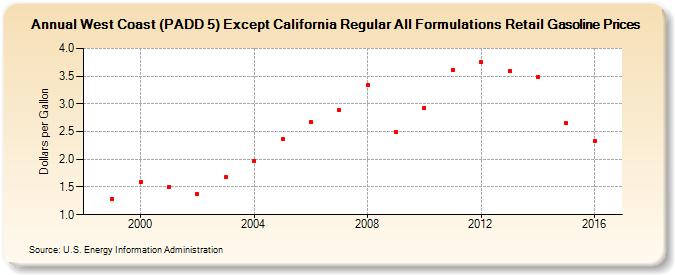 Annual West Coast (PADD 5) Except California Regular All Formulations Retail Gasoline Prices
Dollars per Gallon
4.0
3.5
3.0
2.5
2.0
1.5
1.0
2000 2004 2008 2012 2016
Source: U.S. Energy Information Administration